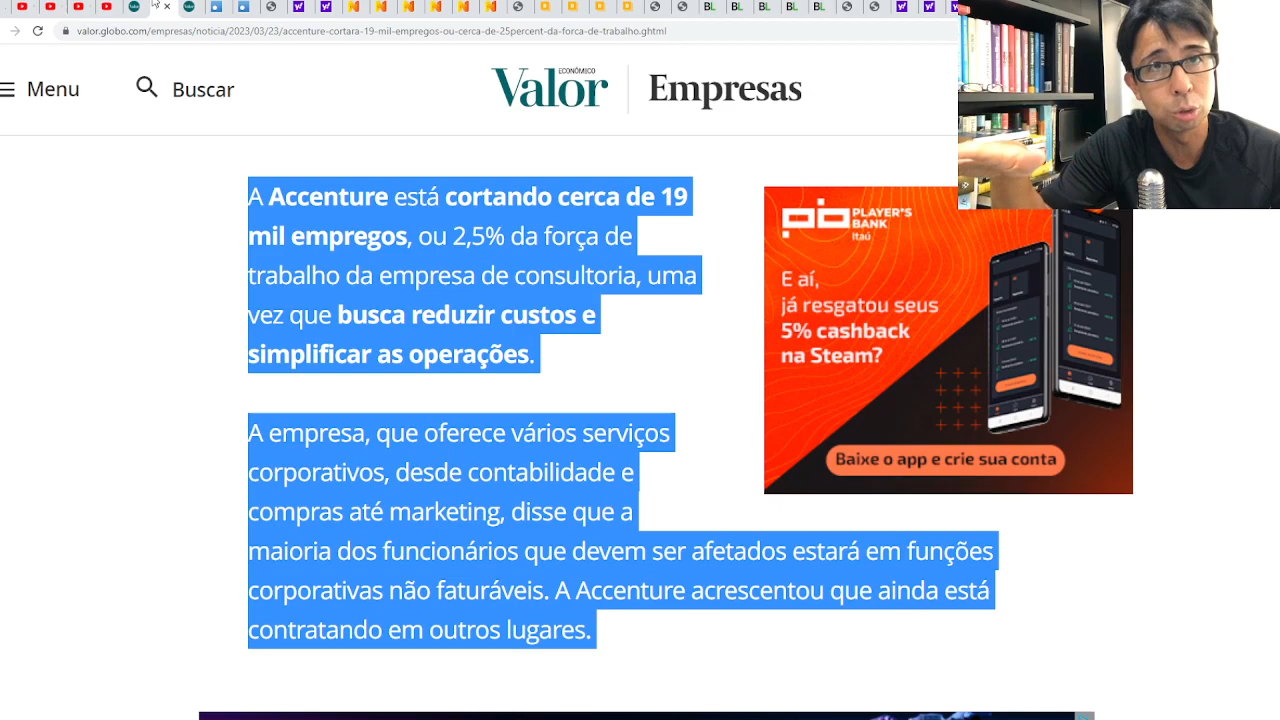 valor.globo.com/empresas/noticia/2023/03/23/accenture-cortara-19-mil-empregos-ou-cerca-de-25percent-da-forca-de-trabalho.ghtml
Menu
Buscar
Valor
ECONÔMICO
Empresas
A Accenture está cortando cerca de 19
mil empregos, ou 2,5% da força de
trabalho da empresa de consultoria, uma
vez que busca reduzir custos e
simplificar as operações.
A empresa, que oferece vários serviços
corporativos, desde contabilidade e
compras até marketing, disse que a
maioria dos funcionários que devem ser afetados estará em funções
corporativas não faturáveis. A Accenture acrescentou que ainda está
contratando em outros lugares.
PLAYER'S
BANK
Itaú
E aí,
já resgatou seus
5% cashback
na Steam?
Baixe o app e crie sua conta